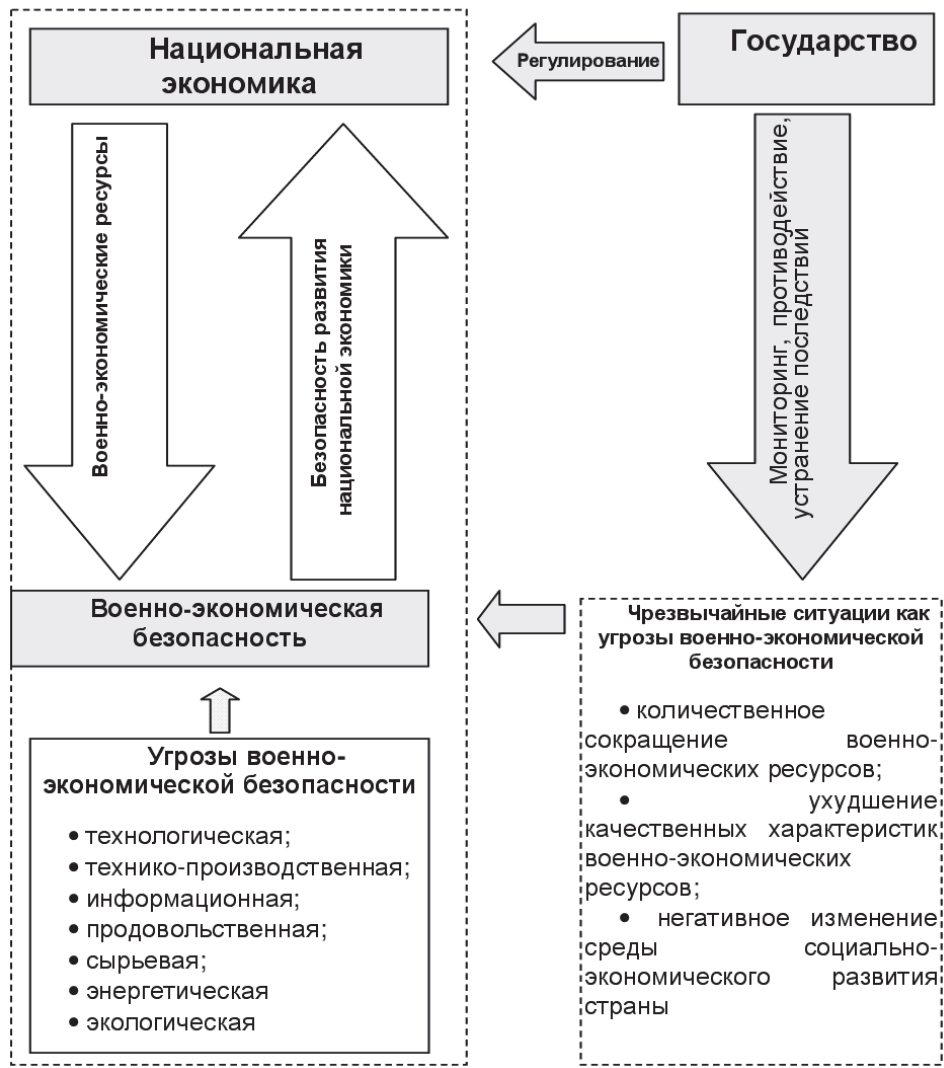 Национальная
экономика
Регулирование
Государство
Военно-экономические ресурсы
Безопасность развития
национальной экономики
Мониторинг, противодействие,
устранение последствий
Военно-экономическая
безопасность
Угрозы военно-
экономической безопасности
• технологическая;
• технико-производственная;
• информационная;
• продовольственная;
• сырьевая;
• энергетическая
• экологическая
Чрезвычайные ситуации как
угрозы военно-экономической
безопасности
• количественное
сокращение военно-
экономических ресурсов;
• ухудшение
качественных характеристик
военно-экономических
ресурсов;
• негативное изменение
среды социально-
экономического развития
страны